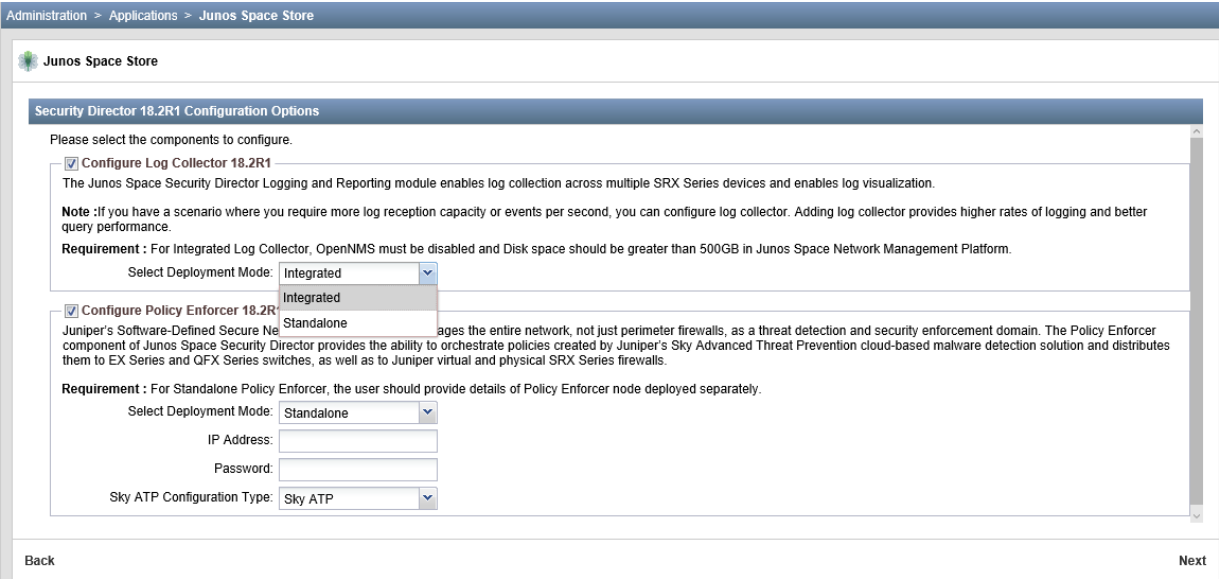 Administration > Applications > Junos Space Store
Junos Space Store
Security Director 18.2R1 Configuration Options
Please select the components to configure.
Configure Log Collector 18.2R1
The Junos Space Security Director Logging and Reporting module enables log collection across multiple SRX Series devices and enables log visualization.
Note :If you have a scenario where you require more log reception capacity or events per second, you can configure log collector. Adding log collector provides higher rates of logging and better
query performance.
Requirement : For Integrated Log Collector, OpenNMS must be disabled and Disk space should be greater than 500GB in Junos Space Network Management Platform.
Select Deployment Mode: Integrated
Integrated
Standalone
Configure Policy Enforcer 18.2R1
Juniper's Software-Defined Secure Ne ages the entire network, not just perimeter firewalls, as a threat detection and security enforcement domain. The Policy Enforcer
component of Junos Space Security Director provides the ability to orchestrate policies created by Juniper's Sky Advanced Threat Prevention cloud-based malware detection solution and distributes
them to EX Series and QFX Series switches, as well as to Juniper virtual and physical SRX Series firewalls.
Requirement : For Standalone Policy Enforcer, the user should provide details of Policy Enforcer node deployed separately.
Select Deployment Mode: Standalone
IP Address:
Password:
Sky ATP Configuration Type: Sky ATP
Back
Next